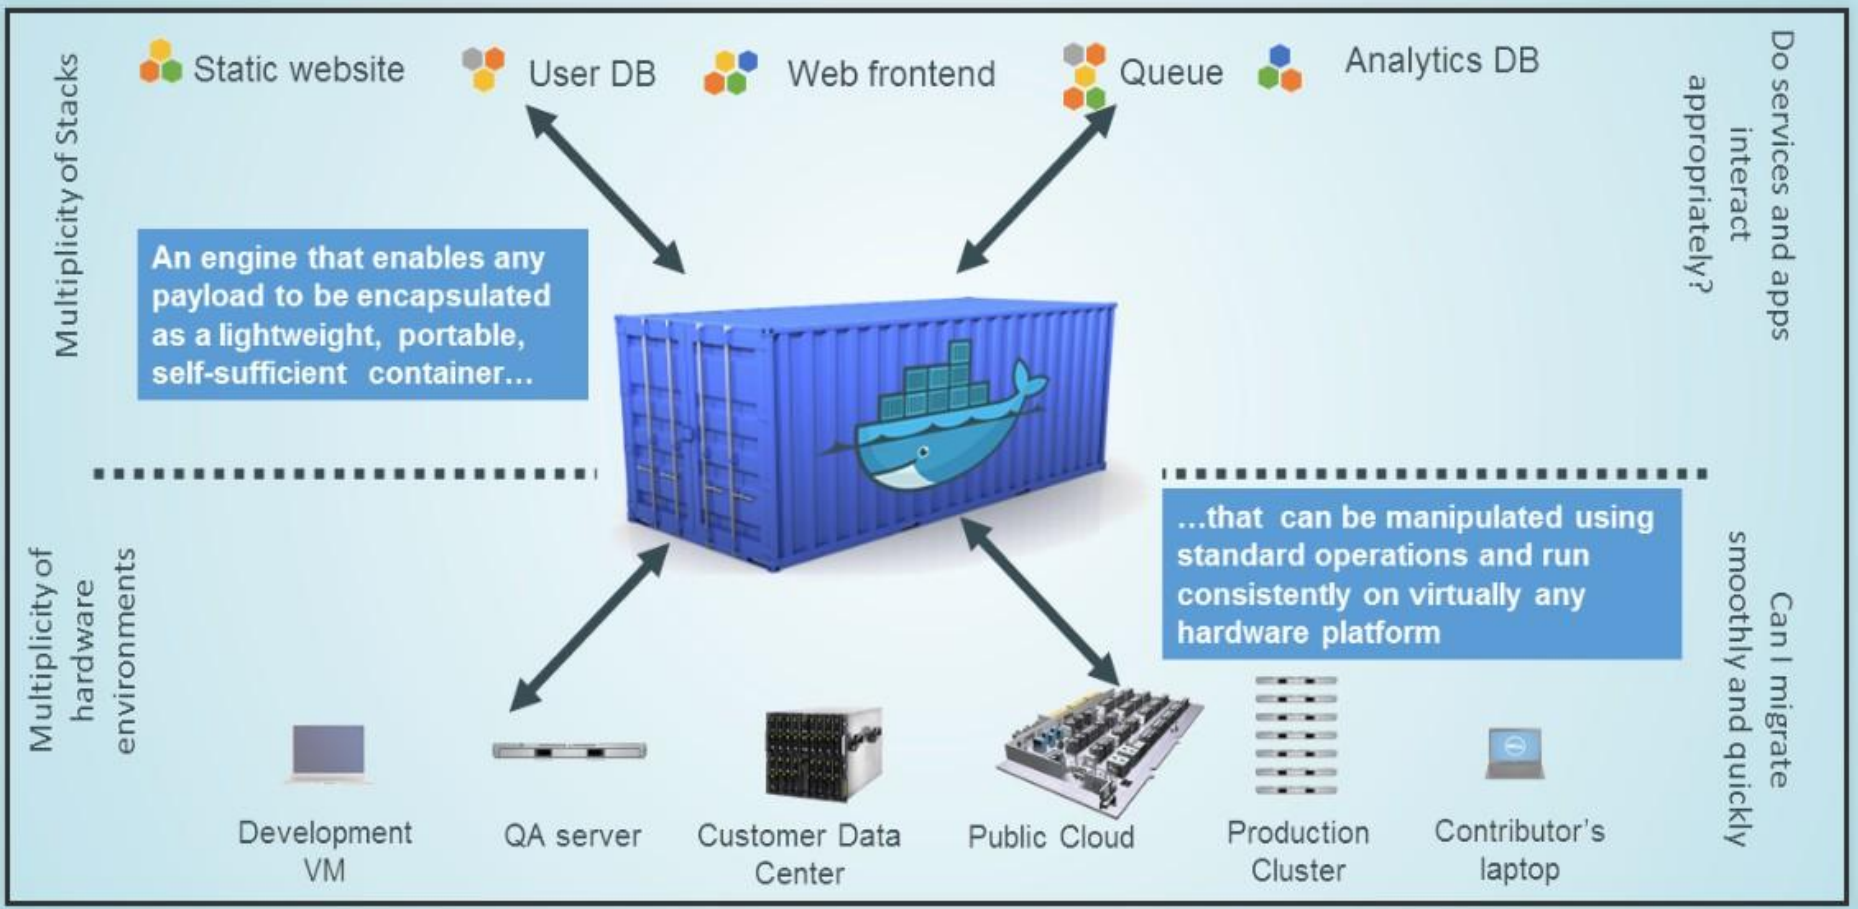 Static website
User DB
Web frontend
Queue
Analytics DB
Multiplicity of Stacks
Do services and apps
interact
appropriately?
An engine that enables any
payload to be encapsulated
as a lightweight, portable,
self-sufficient container...
...that can be manipulated using
standard operations and run
consistently on virtually any
hardware platform
Multiplicity of
hardware
environments
Can I migrate
smoothly and quickly
Development
VM
QA server
Customer Data
Center
Public Cloud
Production
Cluster
Contributor's
laptop